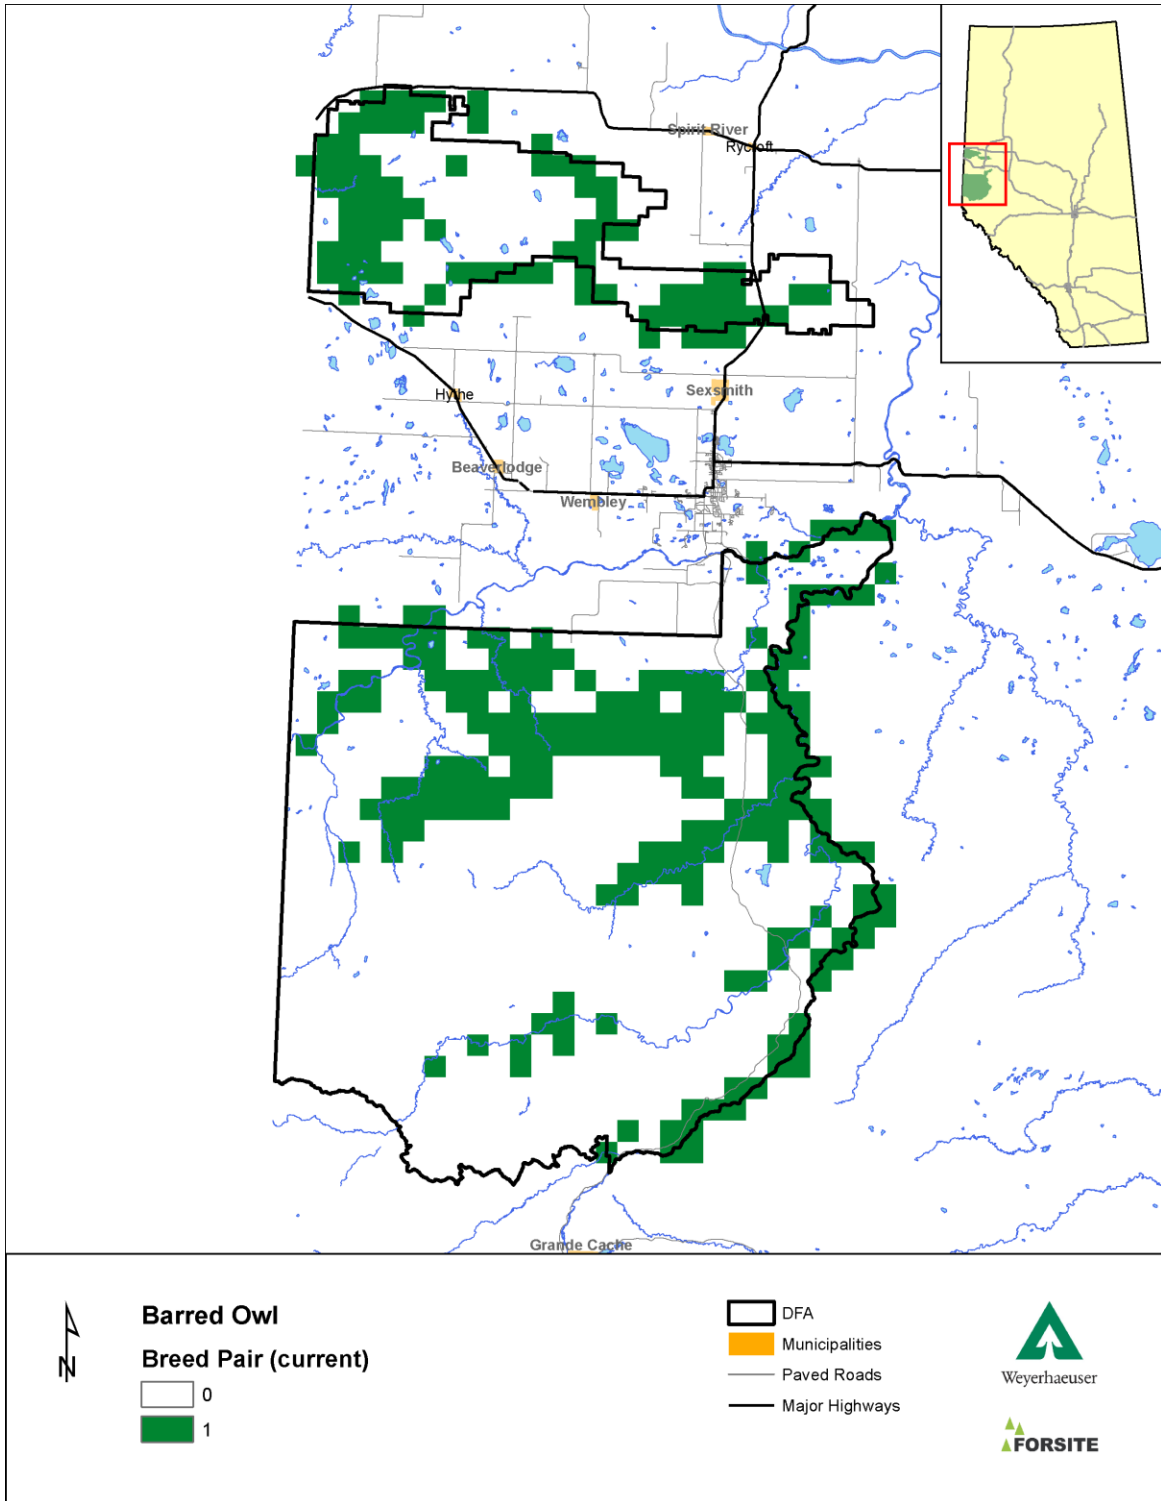 Spirit River
Rycroft
Sexsmith
Hythe
Beaverlodge
Wembley
Grande Cache
N
Barred Owl
Breed Pair (current)
0
1
DFA
Municipalities
Paved Roads
Major Highways
Weyerhaeuser
FORSITE